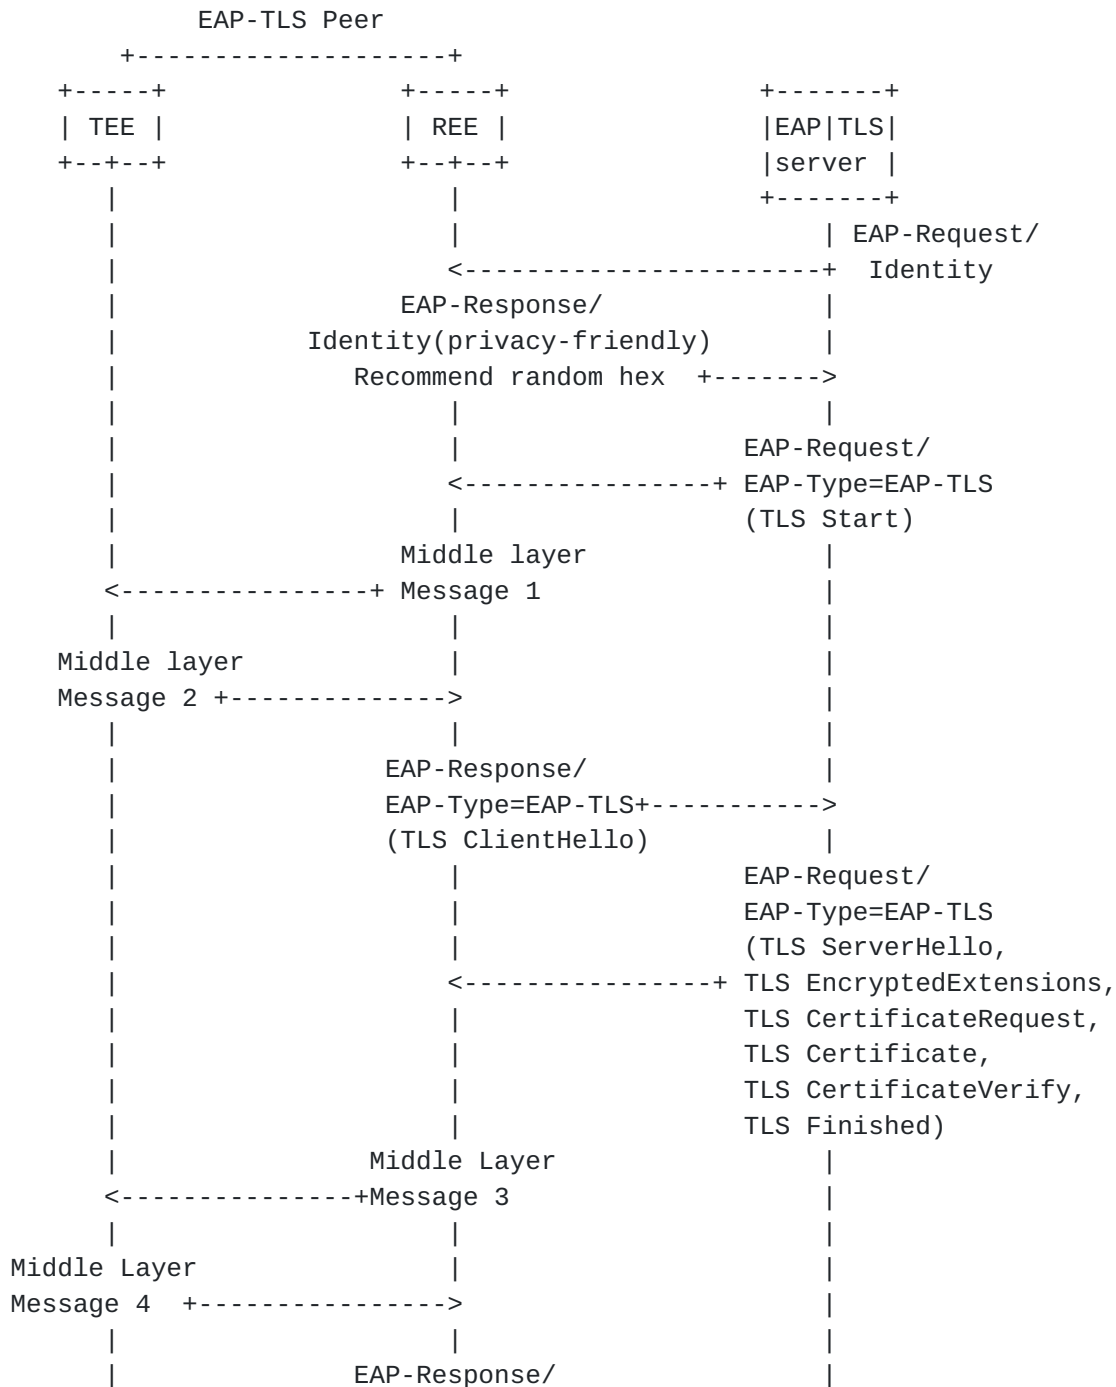 EAP-TLS Peer
       +--------------------+
   +-----+               +-----+                +-------+
   | TEE |               | REE |                |EAP|TLS|
   +--+--+               +--+--+                |server |
      |                     |                   +-------+
      |                     |                       | EAP-Request/
      |                     <-----------------------+  Identity
      |                  EAP-Response/              |
      |            Identity(privacy-friendly)       |
      |               Recommend random hex  +------->
      |                     |                       |
      |                     |                  EAP-Request/
      |                     <----------------+ EAP-Type=EAP-TLS
      |                     |                  (TLS Start)
      |                  Middle layer               |
      <----------------+ Message 1                  |
      |                     |                       |
   Middle layer             |                       |
   Message 2 +-------------->                       |
      |                     |                       |
      |                 EAP-Response/               |
      |                 EAP-Type=EAP-TLS+----------->
      |                 (TLS ClientHello)           |
      |                     |                  EAP-Request/
      |                     |                  EAP-Type=EAP-TLS
      |                     |                  (TLS ServerHello,
      |                     <----------------+ TLS EncryptedExtensions,
      |                     |                  TLS CertificateRequest,
      |                     |                  TLS Certificate,
      |                     |                  TLS CertificateVerify,
      |                     |                  TLS Finished)
      |                Middle Layer                 |
      <---------------+Message 3                    |
      |                     |                       |
Middle Layer                |                       |
Message 4  +---------------->                       |
      |                     |                       |
      |               EAP-Response/                 |